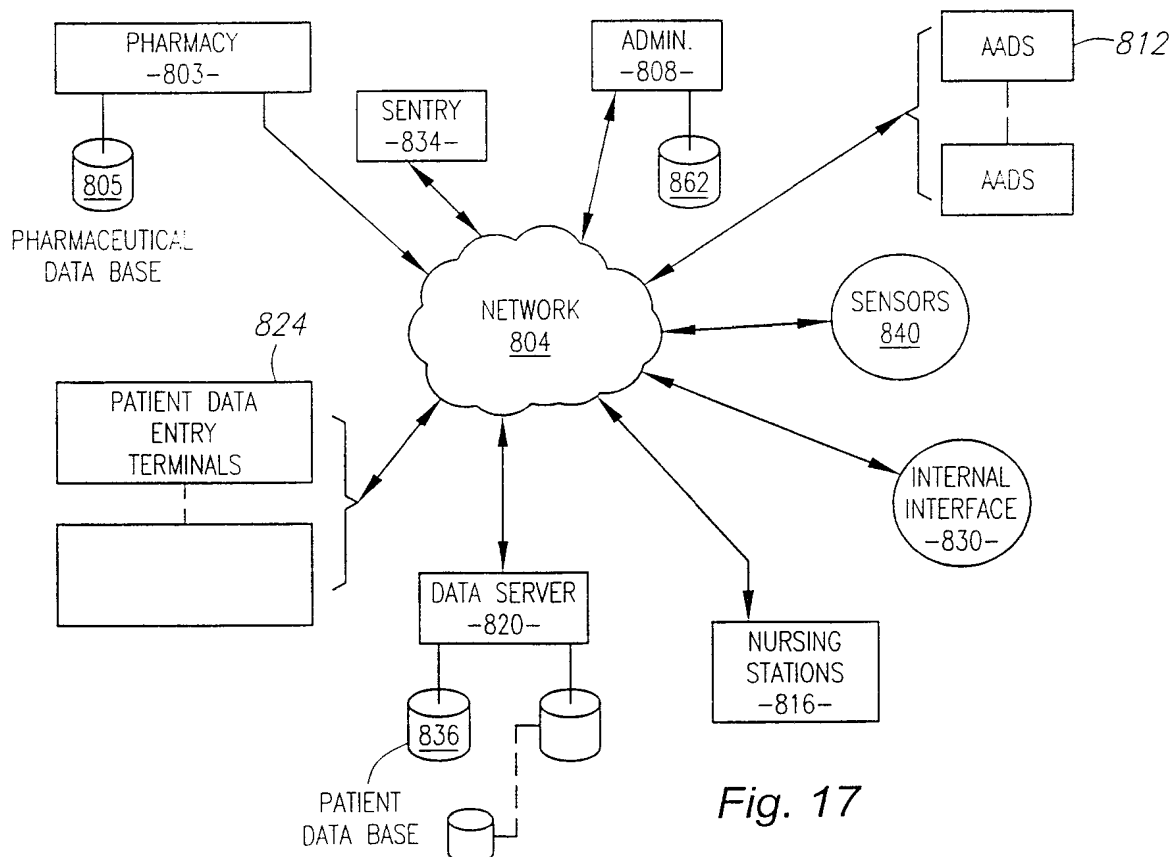 PHARMACY
-803-
ADMIN.
-808-
AADS
812
SENTRY
-834-
805
862
AADS
PHARMACEUTICAL
DATA BASE
NETWORK
804
SENSORS
840
824
PATIENT DATA
ENTRY
TERMINALS
INTERNAL
INTERFACE
-830-
DATA SERVER
-820-
NURSING
STATIONS
-816-
836
PATIENT
DATA BASE
Fig. 17